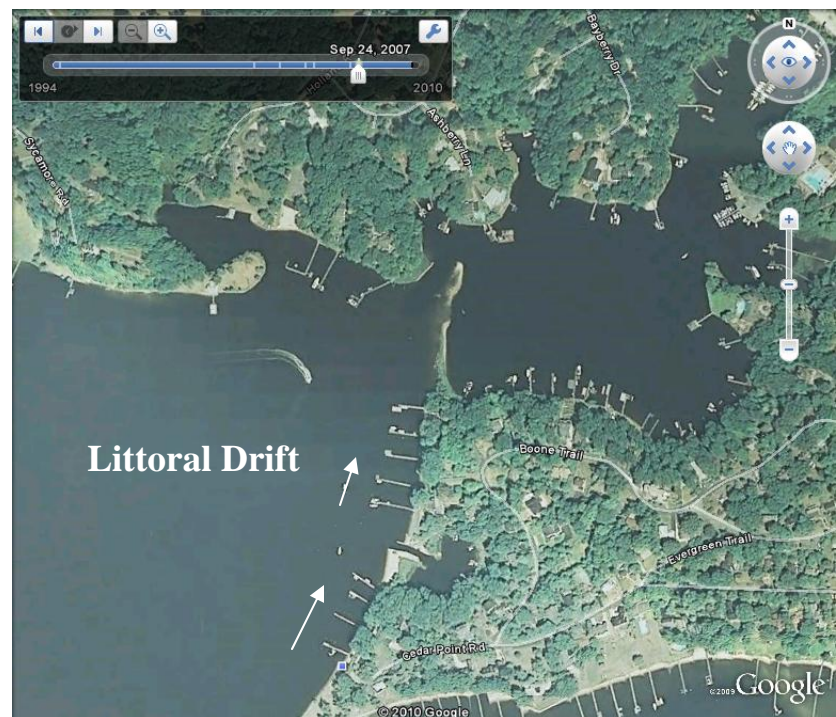 Sep 24, 2007
1994
2010
N
Bayberry Dr
Ashberry Ln
Sycamore Rd
Littoral Drift
Boone Trail
Evergreen Trail
Cedar Point Rd
©2009 Google
© 2010 Google